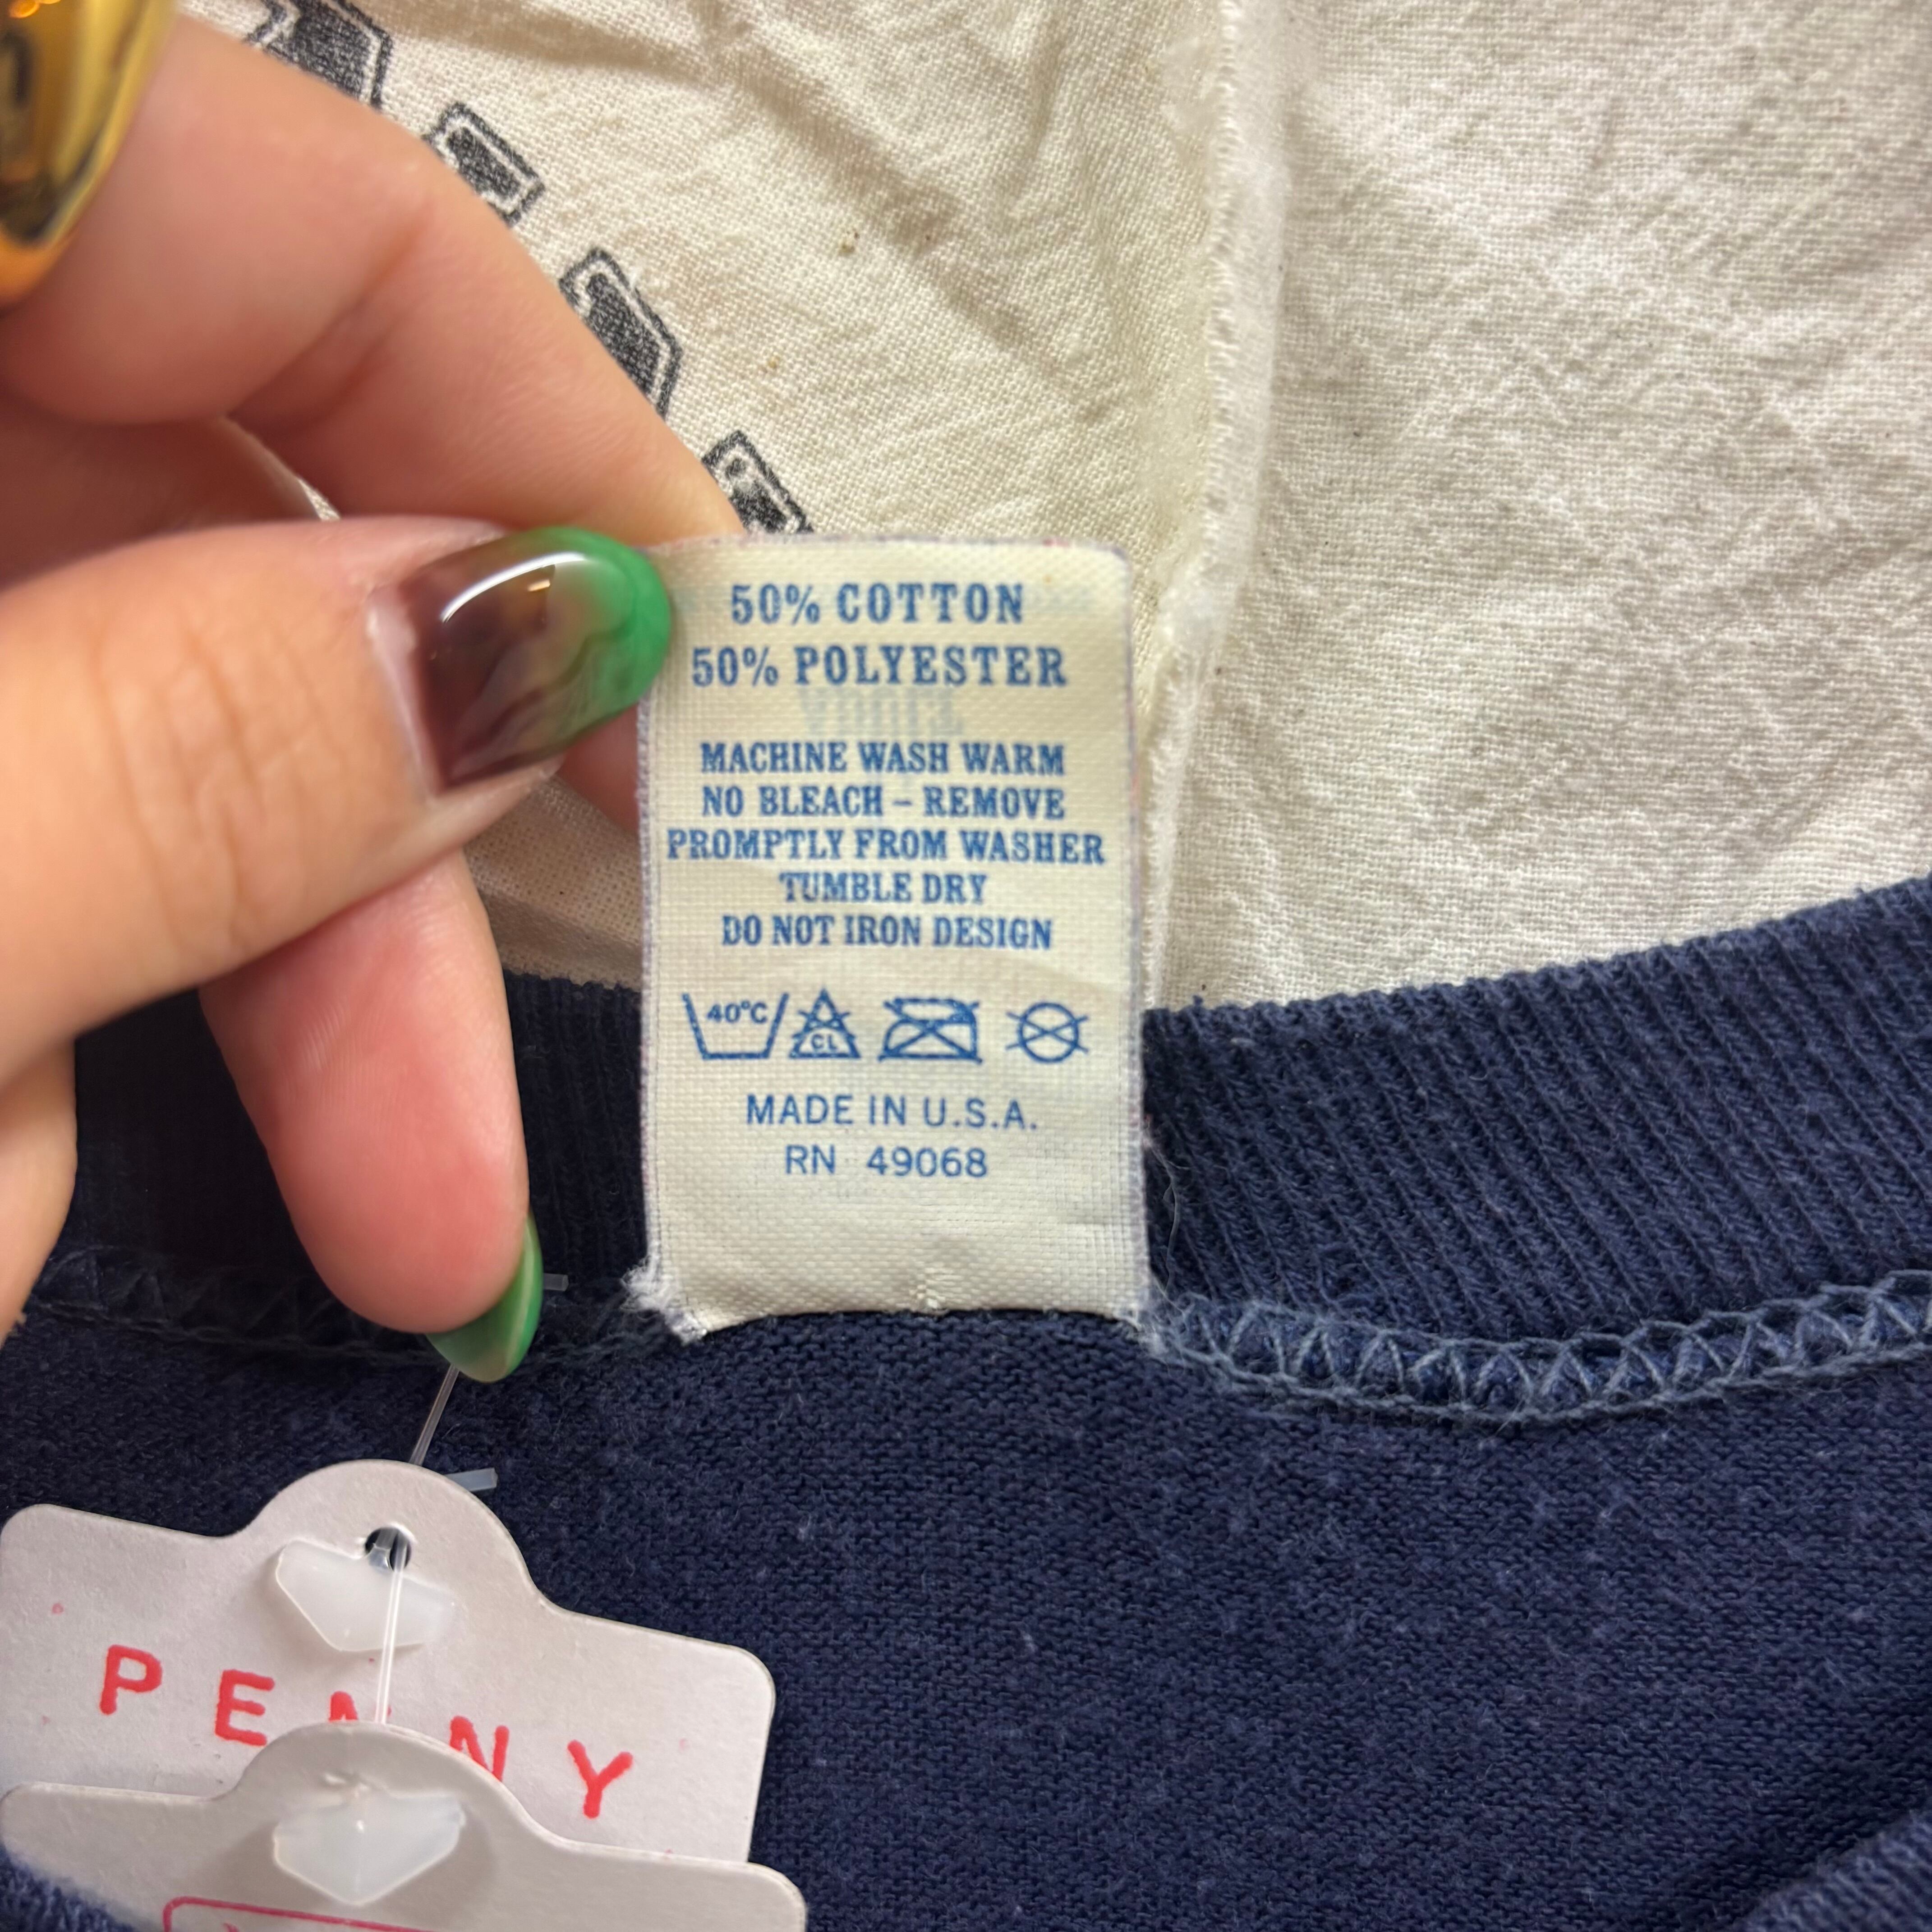 50% COTTON
50% POLYESTER
MACHINE WASH WARM
NO BLEACH – REMOVE
PROMPTLY FROM WASHER
TUMBLE DRY
DO NOT IRON DESIGN
40°C
CL
MADE IN U.S.A.
RN 49068
PENNY